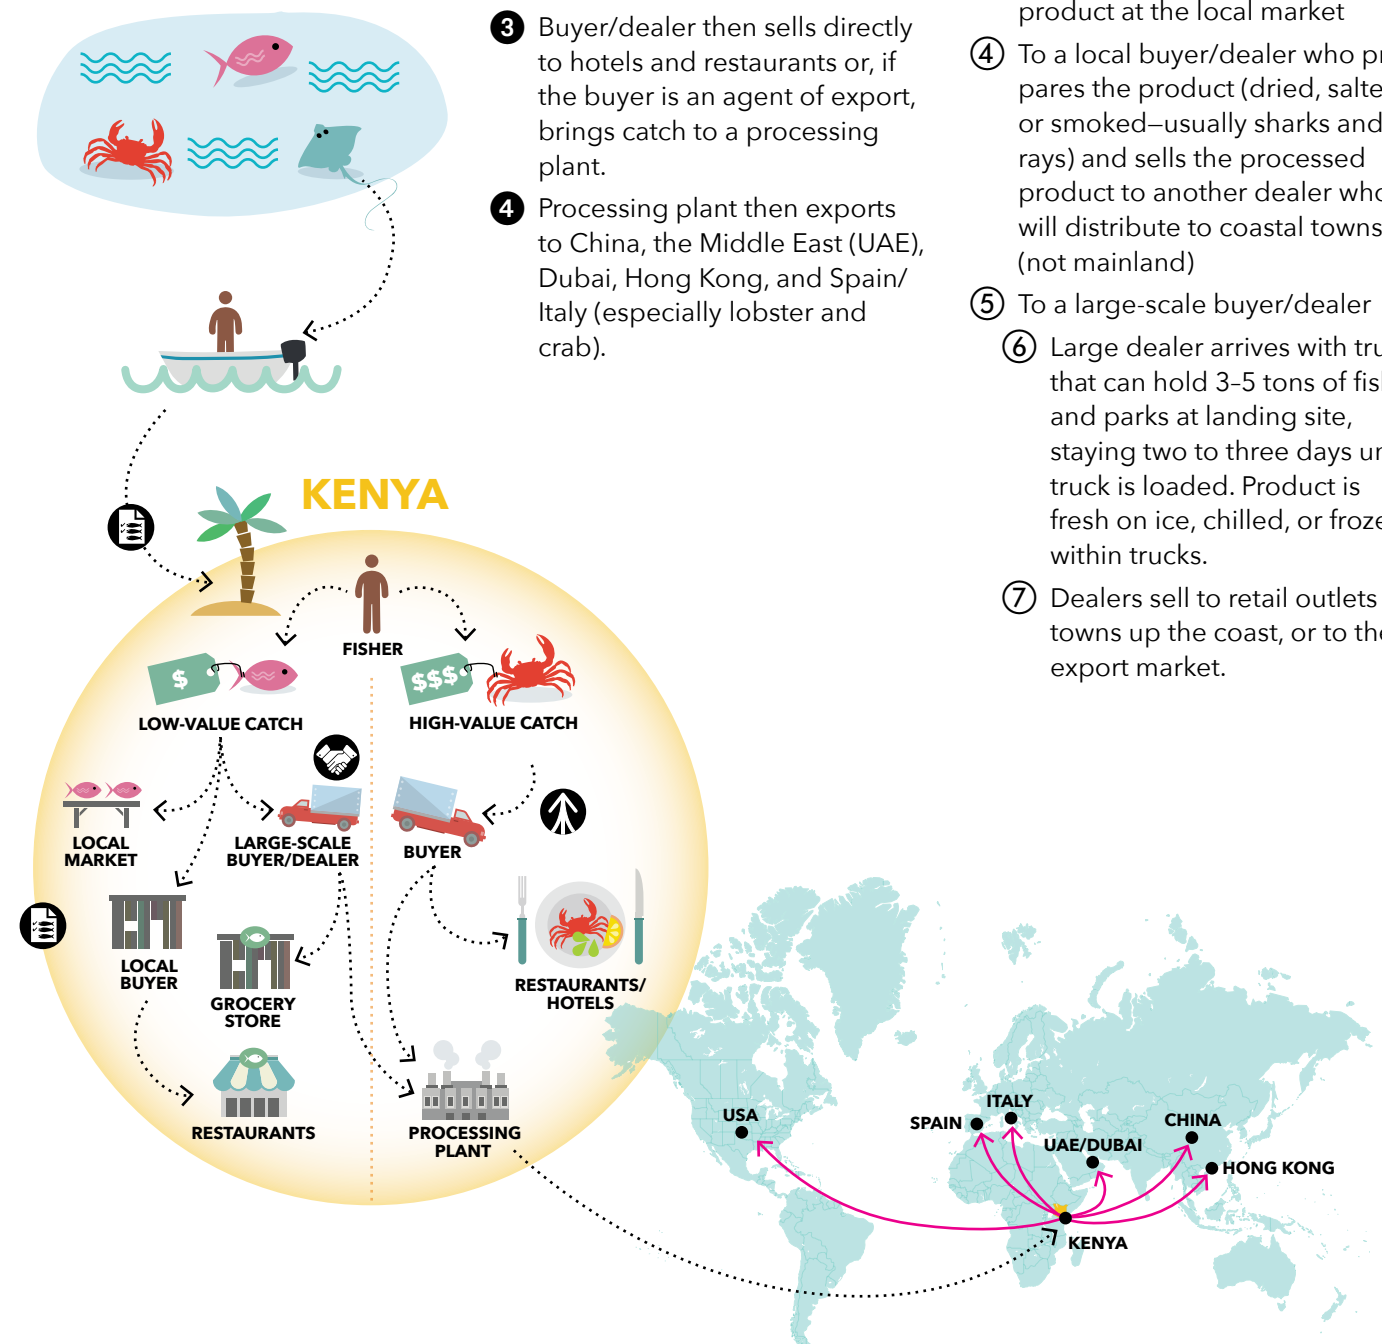 3 Buyer/dealer then sells directly
to hotels and restaurants or, if
the buyer is an agent of export,
brings catch to a processing
plant.
4 Processing plant then exports
to China, the Middle East (UAE),
Dubai, Hong Kong, and Spain/
Italy (especially lobster and
crab).
product at the local market
4 To a local buyer/dealer who pr
pares the product (dried, salte
or smoked—usually sharks and
rays) and sells the processed
product to another dealer who
will distribute to coastal towns
(not mainland)
5 To a large-scale buyer/dealer
6 Large dealer arrives with tru
that can hold 3–5 tons of fis
and parks at landing site,
staying two to three days un
truck is loaded. Product is
fresh on ice, chilled, or froze
within trucks.
7 Dealers sell to retail outlets
towns up the coast, or to the
export market.
KENYA
FISHER
$
$$$
LOW-VALUE CATCH
HIGH-VALUE CATCH
LOCAL
MARKET
LARGE-SCALE
BUYER/DEALER
BUYER
LOCAL
BUYER
GROCERY
STORE
RESTAURANTS/
HOTELS
RESTAURANTS
PROCESSING
PLANT
USA
SPAIN
ITALY
UAE/DUBAI
CHINA
HONG KONG
KENYA